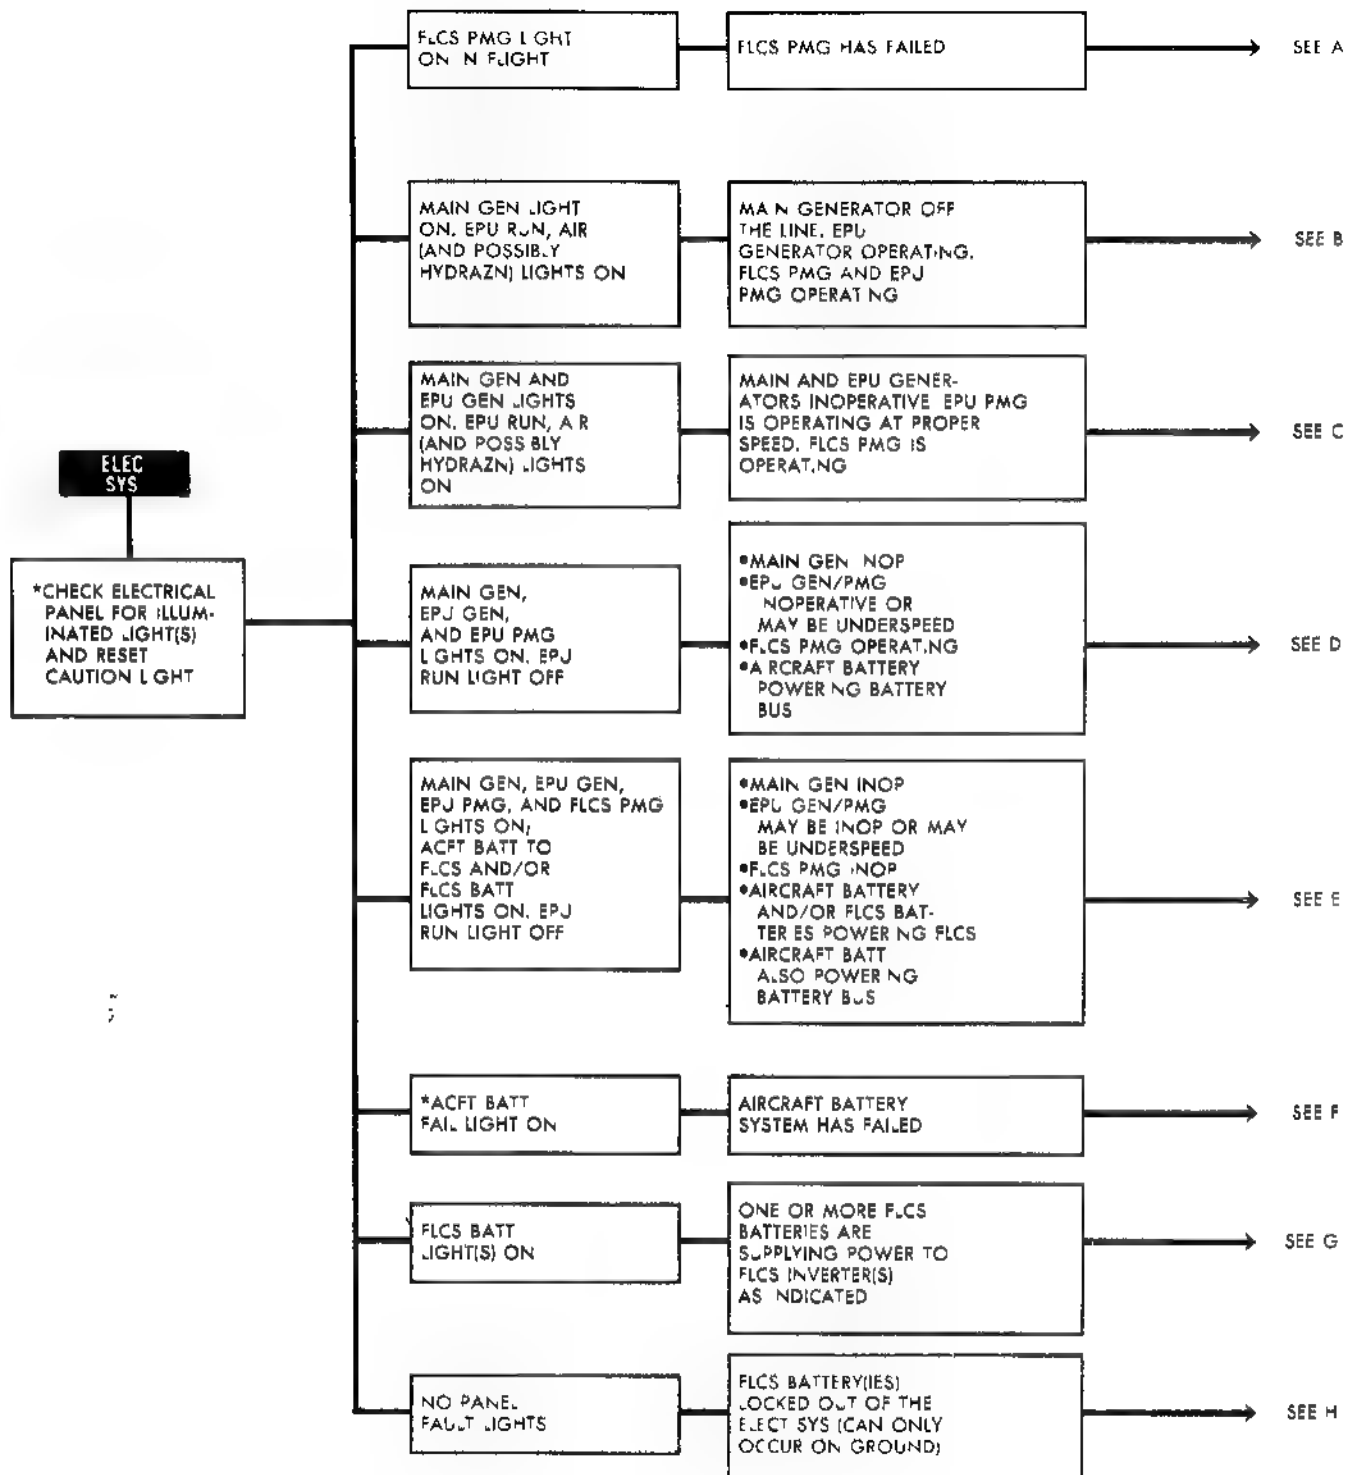 FLCS PMG LIGHT
ON IN FLIGHT
FLCS PMG HAS FAILED
SEE A
MAIN GEN LIGHT
ON. EPU RUN, AIR
(AND POSSIBLY
HYDRAZN) LIGHTS ON
MAIN GENERATOR OFF
THE LINE. EPU
GENERATOR OPERATING.
FLCS PMG AND EPU
PMG OPERATING
SEE B
MAIN GEN AND
EPU GEN LIGHTS
ON. EPU RUN, AIR
(AND POSSIBLY
HYDRAZN) LIGHTS
ON
MAIN AND EPU GENER-
ATORS INOPERATIVE EPU PMG
IS OPERATING AT PROPER
SPEED. FLCS PMG IS
OPERATING
SEE C
ELEC
SYS
*CHECK ELECTRICAL
PANEL FOR ILLUM-
INATED LIGHT(S)
AND RESET
CAUTION LIGHT
MAIN GEN,
EPU GEN,
AND EPU PMG
LIGHTS ON. EPU
RUN LIGHT OFF
•MAIN GEN INOP
•EPU GEN/PMG
INOPERATIVE OR
MAY BE UNDERSPEED
•FLCS PMG OPERATING
•AIRCRAFT BATTERY
POWERING BATTERY
BUS
SEE D
MAIN GEN, EPU GEN,
EPU PMG, AND FLCS PMG
LIGHTS ON;
ACFT BATT TO
FLCS AND/OR
FLCS BATT
LIGHTS ON. EPU
RUN LIGHT OFF
•MAIN GEN INOP
•EPU GEN/PMG
MAY BE INOP OR MAY
BE UNDERSPEED
•FLCS PMG INOP
•AIRCRAFT BATTERY
AND/OR FLCS BAT-
TERIES POWERING FLCS
•AIRCRAFT BATT
ALSO POWERING
BATTERY BUS
SEE E
*ACFT BATT
FAIL LIGHT ON
AIRCRAFT BATTERY
SYSTEM HAS FAILED
SEE F
FLCS BATT
LIGHT(S) ON
ONE OR MORE FLCS
BATTERIES ARE
SUPPLYING POWER TO
FLCS INVERTER(S)
AS INDICATED
SEE G
NO PANEL
FAULT LIGHTS
FLCS BATTERY(IES)
LOCKED OUT OF THE
ELECT SYS (CAN ONLY
OCCUR ON GROUND)
SEE H